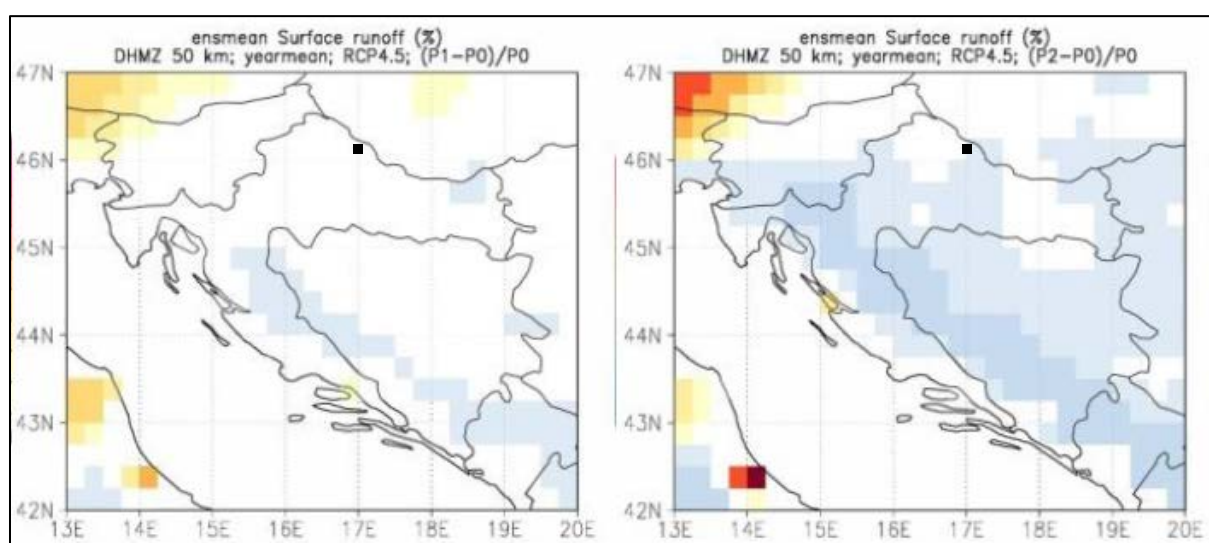 ensmean Surface runoff (%)
DHMZ 50 km; yearmean; RCP4.5; (P1-P0)/P0
47N
46N
45N
44N
43N
42N
13E 14E 15E 16E 17E 18E 19E 20E
ensmean Surface runoff (%)
DHMZ 50 km; yearmean; RCP4.5; (P2-P0)/P0
47N
46N
45N
44N
43N
42N
13E 14E 15E 16E 17E 18E 19E 20E